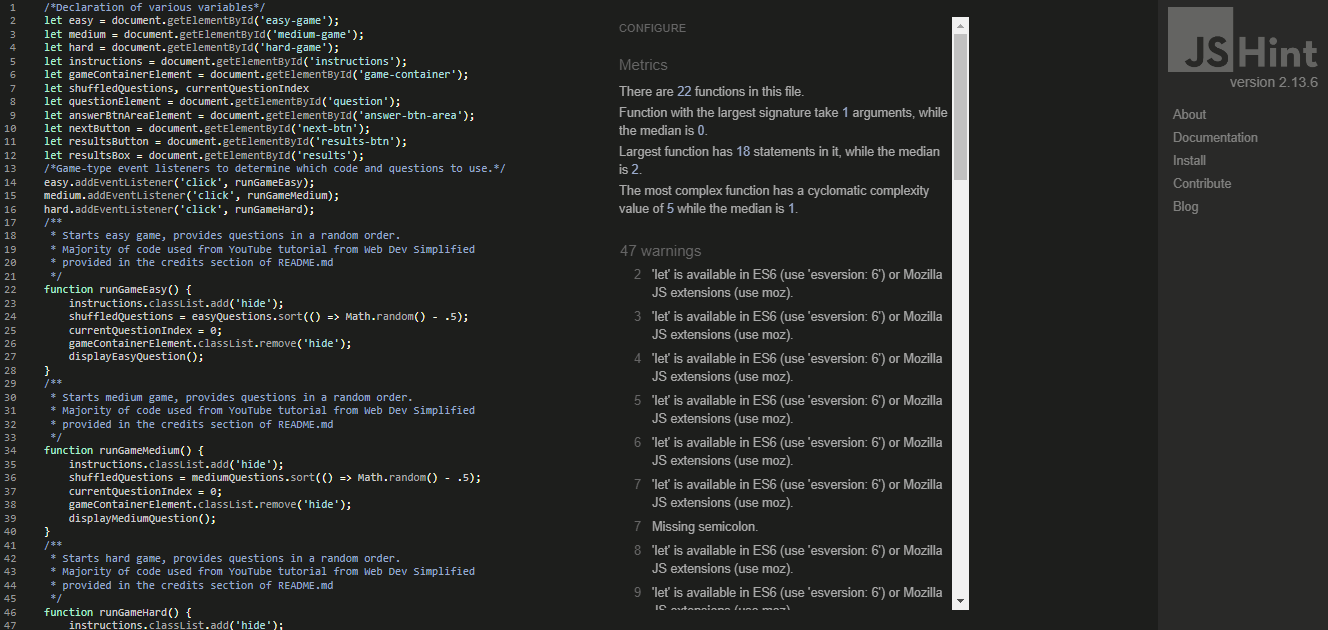 1 /*Declaration of various variables*/
2 let easy = document.getElementById('easy-game');
3 let medium = document.getElementById('medium-game');
4 let hard = document.getElementById('hard-game');
5 let instructions = document.getElementById('instructions');
6 let gameContainerElement = document.getElementById('game-container');
7 let shuffledQuestions, currentQuestionIndex
8 let questionElement = document.getElementById('question');
9 let answerBtnAreaElement = document.getElementById('answer-btn-area');
10 let nextButton = document.getElementById('next-btn');
11 let resultsButton = document.getElementById('results-btn');
12 let resultsBox = document.getElementById('results');
13 /*Game-type event listeners to determine which code and questions to use.*/
14 easy.addEventListener('click', runGameEasy);
15 medium.addEventListener('click', runGameMedium);
16 hard.addEventListener('click', runGameHard);
17 /**
18 * Starts easy game, provides questions in a random order.
19 * Majority of code used from YouTube tutorial from Web Dev Simplified
20 * provided in the credits section of README.md
21 */
22 function runGameEasy() {
23 instructions.classList.add('hide');
24 shuffledQuestions = easyQuestions.sort(() => Math.random() - .5);
25 currentQuestionIndex = 0;
26 gameContainerElement.classList.remove('hide');
27 displayEasyQuestion();
28 }
29 /**
30 * Starts medium game, provides questions in a random order.
31 * Majority of code used from YouTube tutorial from Web Dev Simplified
32 * provided in the credits section of README.md
33 */
34 function runGameMedium() {
35 instructions.classList.add('hide');
36 shuffledQuestions = mediumQuestions.sort(() => Math.random() - .5);
37 currentQuestionIndex = 0;
38 gameContainerElement.classList.remove('hide');
39 displayMediumQuestion();
40 }
41 /**
42 * Starts hard game, provides questions in a random order.
43 * Majority of code used from YouTube tutorial from Web Dev Simplified
44 * provided in the credits section of README.md
45 */
46 function runGameHard() {
47 instructions.classList.add('hide');
CONFIGURE
Metrics
There are 22 functions in this file.
Function with the largest signature take 1 arguments, while
the median is 0.
Largest function has 18 statements in it, while the median
is 2.
The most complex function has a cyclomatic complexity
value of 5 while the median is 1.
47 warnings
2 'let' is available in ES6 (use 'esversion: 6') or Mozilla
JS extensions (use moz).
3 'let' is available in ES6 (use 'esversion: 6') or Mozilla
JS extensions (use moz).
4 'let' is available in ES6 (use 'esversion: 6') or Mozilla
JS extensions (use moz).
5 'let' is available in ES6 (use 'esversion: 6') or Mozilla
JS extensions (use moz).
6 'let' is available in ES6 (use 'esversion: 6') or Mozilla
JS extensions (use moz).
7 'let' is available in ES6 (use 'esversion: 6') or Mozilla
JS extensions (use moz).
7 Missing semicolon.
8 'let' is available in ES6 (use 'esversion: 6') or Mozilla
JS extensions (use moz).
9 'let' is available in ES6 (use 'esversion: 6') or Mozilla
JS extensions (use moz).
JSHint
version 2.13.6
About
Documentation
Install
Contribute
Blog